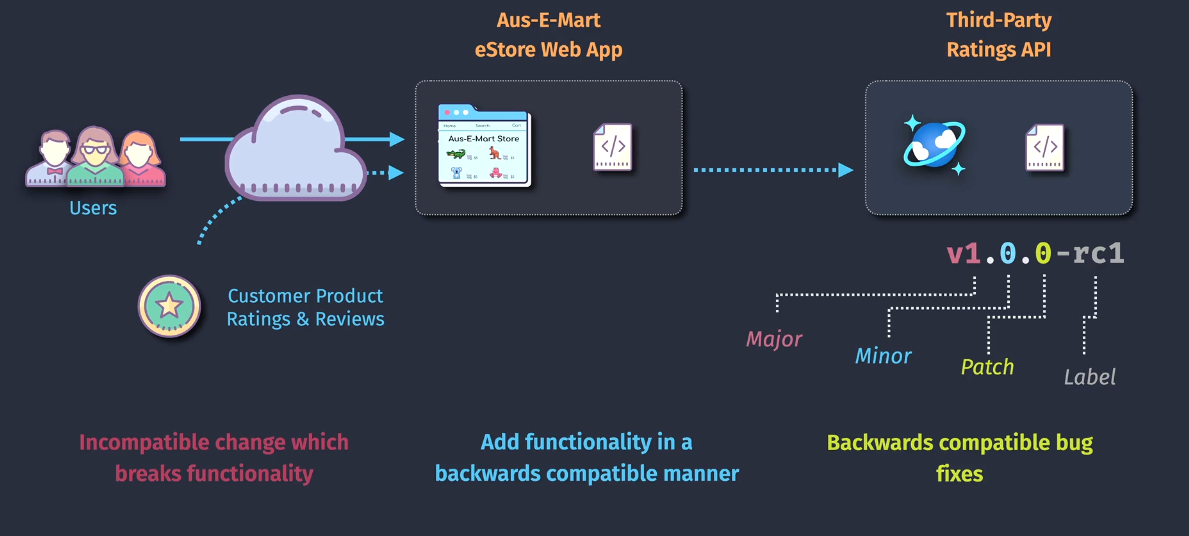 Aus-E-Mart
eStore Web App
Third-Party
Ratings API
Home Search Cart
Aus-E-Mart Store
</>
</>
Users
v1.0.0-rc1
Customer Product
Ratings & Reviews
Major
Minor
Patch
Label
Incompatible change which
breaks functionality
Add functionality in a
backwards compatible manner
Backwards compatible bug
fixes